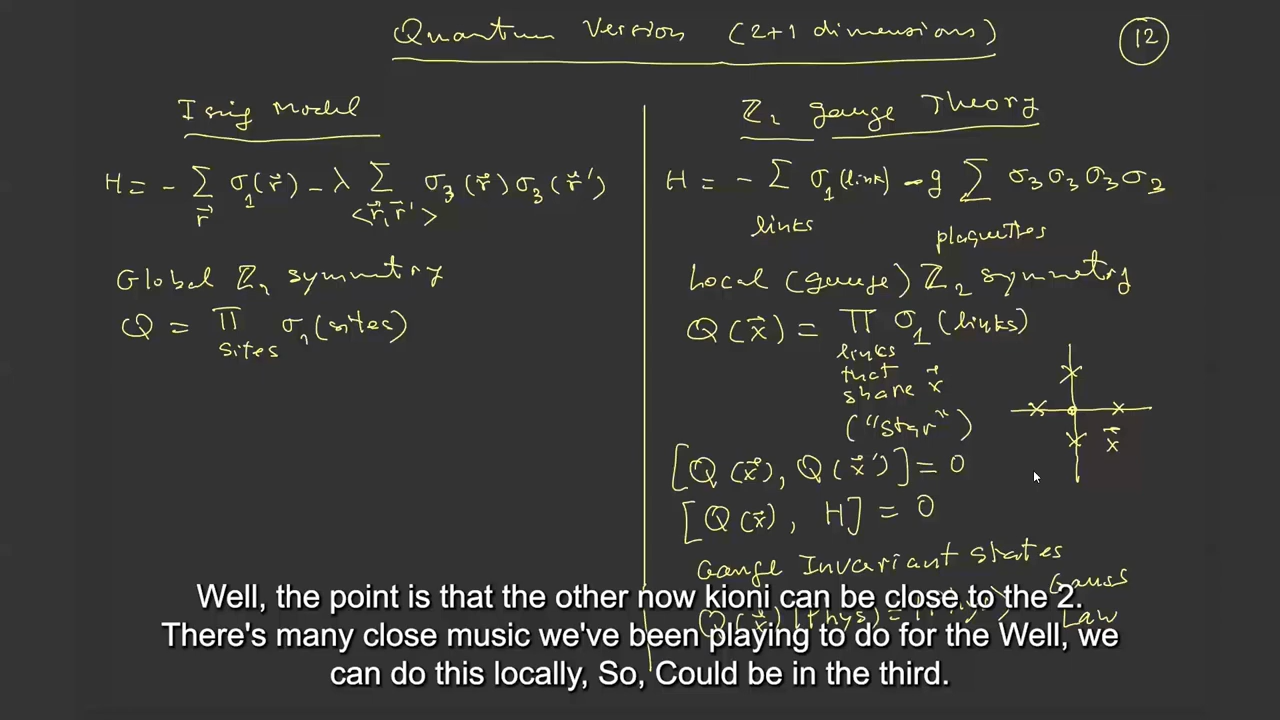 Quantum Version (2+1 dimensions)
12
Ising Model
H = - Σ σ₁(r⃗) - λ Σ σ₃(r⃗) σ₃(r⃗')
r⃗ <r⃗,r⃗'>
Global ℤ₂ symmetry
Q = Π σ₁(sites)
sites
ℤ₂ gauge Theory
H = - Σ σ₁(link) - g Σ σ₃σ₃σ₃σ₃
links plaquettes
Local (gauge) ℤ₂ symmetry
Q(x⃗) = Π σ₁(links)
links
that
share x⃗
("star")
x⃗
[Q(x⃗), Q(x⃗')] = 0
[Q(x⃗), H] = 0
Gauge Invariant States
Q(x⃗) |Phys> = |Phys> Gauss
Law
Well, the point is that the other now kioni can be close to the 2.
There's many close music we've been playing to do for the Well, we
can do this locally, So, Could be in the third.